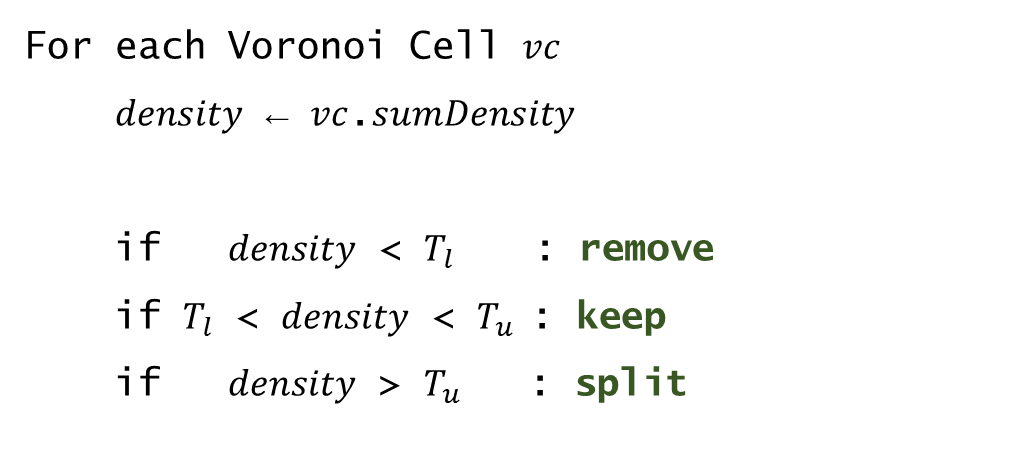 For each Voronoi Cell vc
density ← vc.sumDensity
if density < Tₗ : remove
if Tₗ < density < Tᵤ : keep
if density > Tᵤ : split